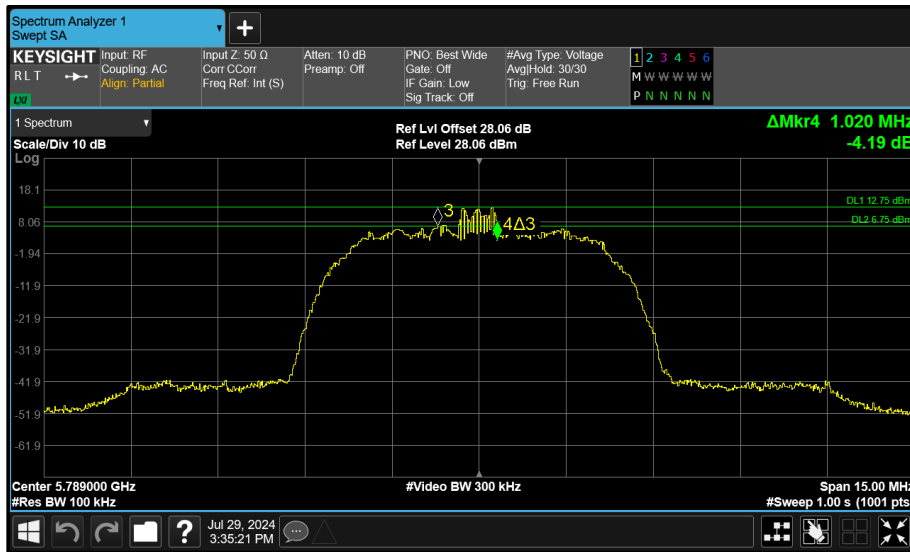 Spectrum Analyzer 1
Swept SA
+
KEYSIGHT
R L T
LXI
Input: RF
Coupling: AC
Align: Partial
Input Z: 50 Ω
Corr CCorr
Freq Ref: Int (S)
Atten: 10 dB
Preamp: Off
PNO: Best Wide
Gate: Off
IF Gain: Low
Sig Track: Off
#Avg Type: Voltage
Avg|Hold: 30/30
Trig: Free Run
1 2 3 4 5 6
M W W W W W
P N N N N N
1 Spectrum
Scale/Div 10 dB
Ref Lvl Offset 28.06 dB
Ref Level 28.06 dBm
ΔMkr4 1.020 MHz
-4.19 dB
Log
18.1
8.06
-1.94
-11.9
-21.9
-31.9
-41.9
-51.9
-61.9
3
4Δ3
DL1 12.75 dBm
DL2 6.75 dBm
Center 5.789000 GHz
#Res BW 100 kHz
#Video BW 300 kHz
Span 15.00 MHz
#Sweep 1.00 s (1001 pts
?
Jul 29, 2024
3:35:21 PM